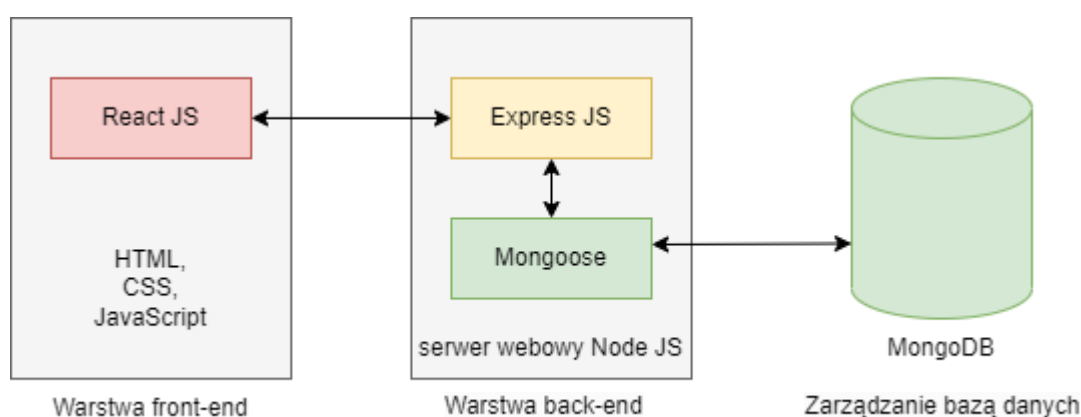 React JS
HTML,
CSS,
JavaScript
Warstwa front-end
Express JS
Mongoose
serwer webowy Node JS
Warstwa back-end
MongoDB
Zarządzanie bazą danych